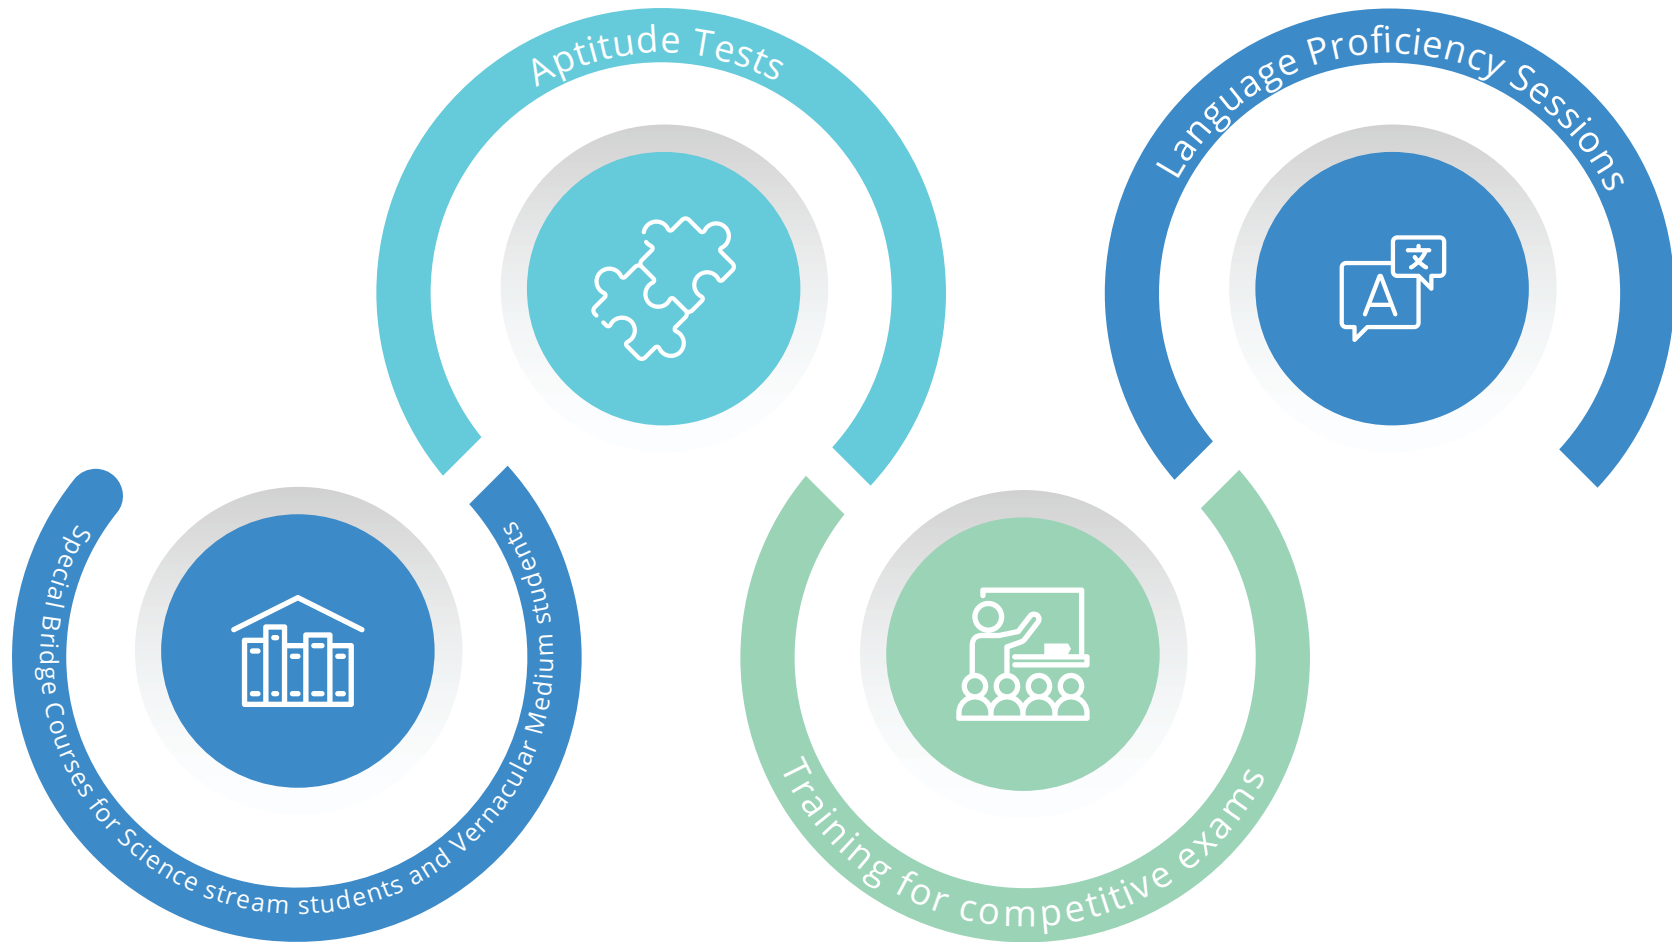 Special Bridge Courses for Science stream students and Vernacular Medium students
Aptitude Tests
Training for competitive exams
Language Proficiency Sessions
A
文